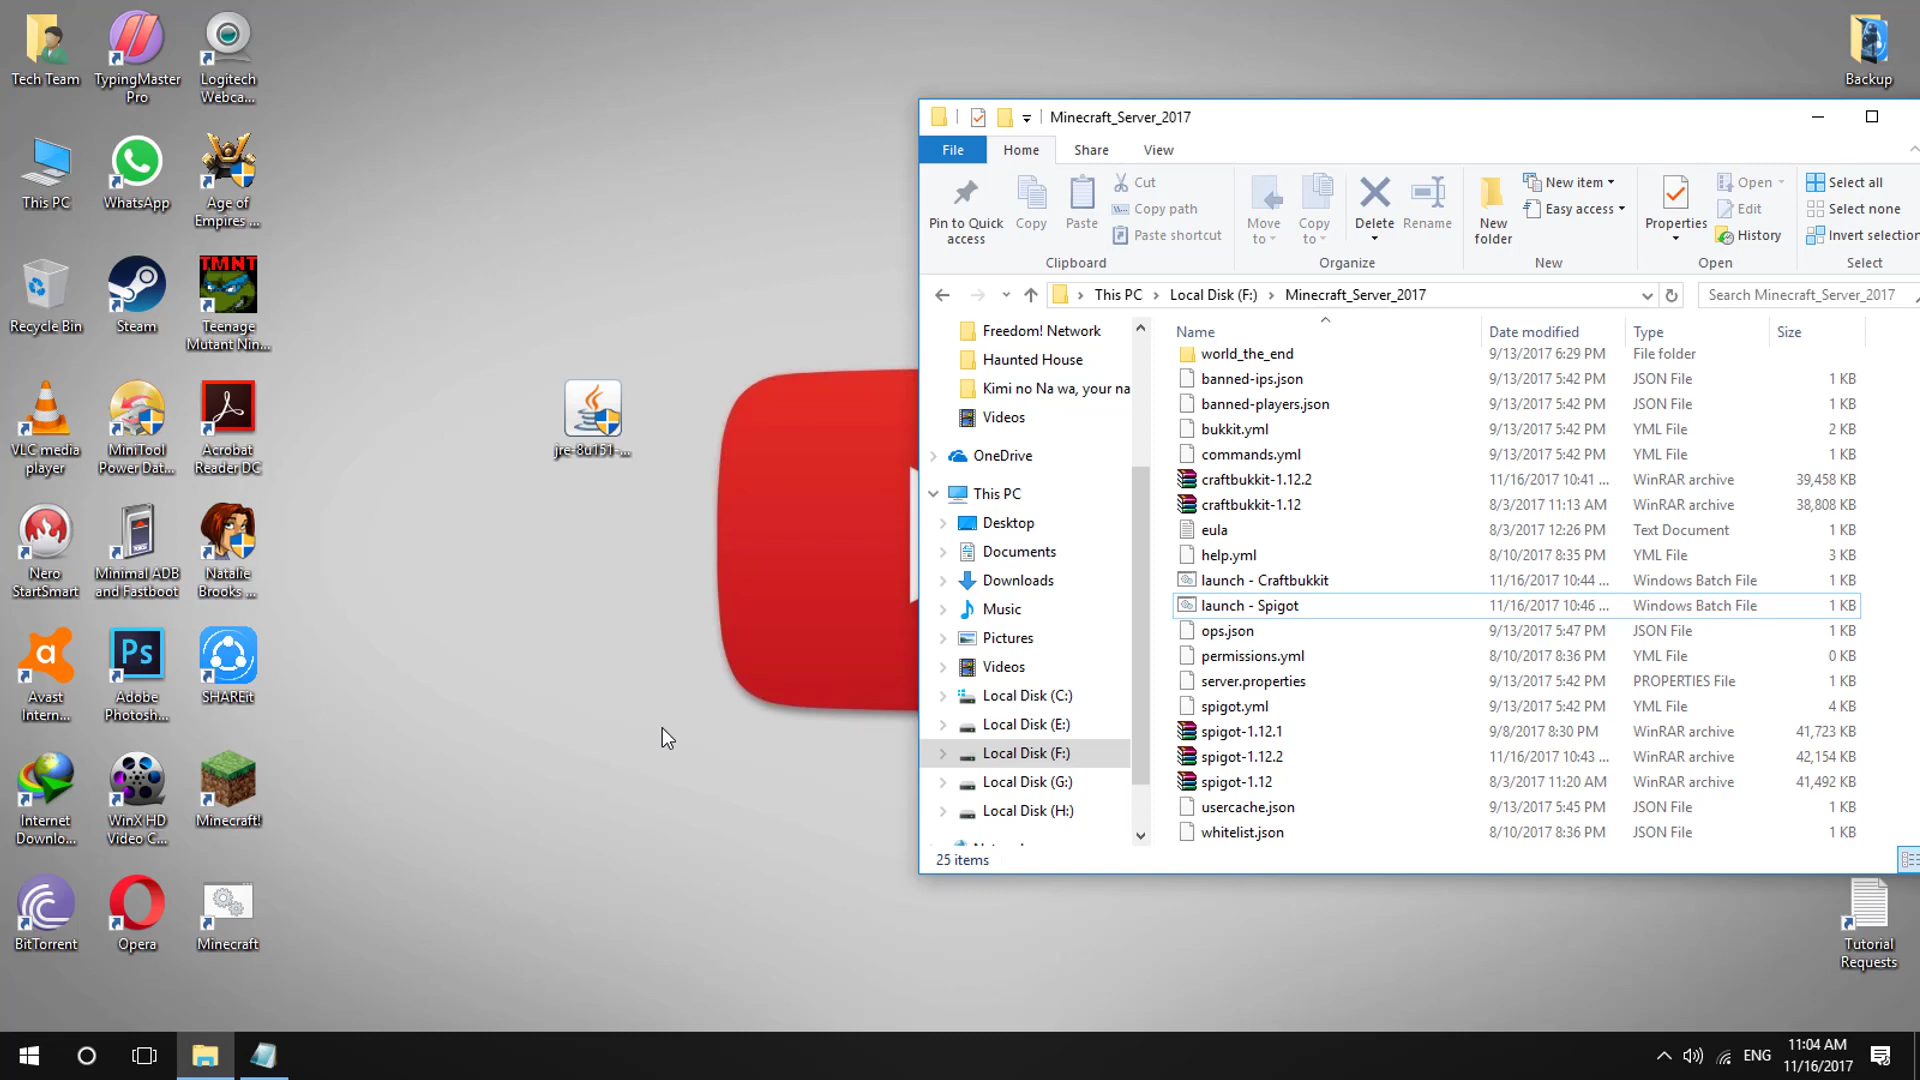 Tech Team
TypingMaster
Pro
Logitech
Webca...
This PC
WhatsApp
Age of
Empires ...
Recycle Bin
Steam
TMNT
Teenage
Mutant Nin...
VLC media
player
MiniTool
Power Dat...
Acrobat
Reader DC
Nero
StartSmart
Minimal ADB
and Fastboot
Natalie
Brooks ...
Avast
Intern...
Ps
Adobe
Photosh...
SHAREit
Internet
Downlo...
WinX HD
Video C...
Minecraft!
BitTorrent
Opera
Minecraft
jre-8u151-...
Backup
Tutorial
Requests
Minecraft_Server_2017
File Home Share View
Pin to Quick
access
Copy
Paste
Cut
Copy path
Paste shortcut
Clipboard
Move
to
Copy
to
Delete
Rename
Organize
New
folder
New item
Easy access
New
Properties
Open
Edit
History
Open
Select all
Select none
Invert selection
Select
This PC Local Disk (F:) Minecraft_Server_2017
Search Minecraft_Server_2017
Freedom! Network
Haunted House
Kimi no Na wa, your na
Videos
OneDrive
This PC
Desktop
Documents
Downloads
Music
Pictures
Videos
Local Disk (C:)
Local Disk (E:)
Local Disk (F:)
Local Disk (G:)
Local Disk (H:)
Name Date modified Type Size
world_the_end 9/13/2017 6:29 PM File folder
banned-ips.json 9/13/2017 5:42 PM JSON File 1 KB
banned-players.json 9/13/2017 5:42 PM JSON File 1 KB
bukkit.yml 9/13/2017 5:42 PM YML File 2 KB
commands.yml 9/13/2017 5:42 PM YML File 1 KB
craftbukkit-1.12.2 11/16/2017 10:41 ... WinRAR archive 39,458 KB
craftbukkit-1.12 8/3/2017 11:13 AM WinRAR archive 38,808 KB
eula 8/3/2017 12:26 PM Text Document 1 KB
help.yml 8/10/2017 8:35 PM YML File 3 KB
launch - Craftbukkit 11/16/2017 10:44 ... Windows Batch File 1 KB
launch - Spigot 11/16/2017 10:46 ... Windows Batch File 1 KB
ops.json 9/13/2017 5:47 PM JSON File 1 KB
permissions.yml 8/10/2017 8:36 PM YML File 0 KB
server.properties 9/13/2017 5:42 PM PROPERTIES File 1 KB
spigot.yml 9/13/2017 5:42 PM YML File 4 KB
spigot-1.12.1 9/8/2017 8:30 PM WinRAR archive 41,723 KB
spigot-1.12.2 11/16/2017 10:43 ... WinRAR archive 42,154 KB
spigot-1.12 8/3/2017 11:20 AM WinRAR archive 41,492 KB
usercache.json 9/13/2017 5:45 PM JSON File 1 KB
whitelist.json 8/10/2017 8:36 PM JSON File 1 KB
25 items
ENG
11:04 AM
11/16/2017